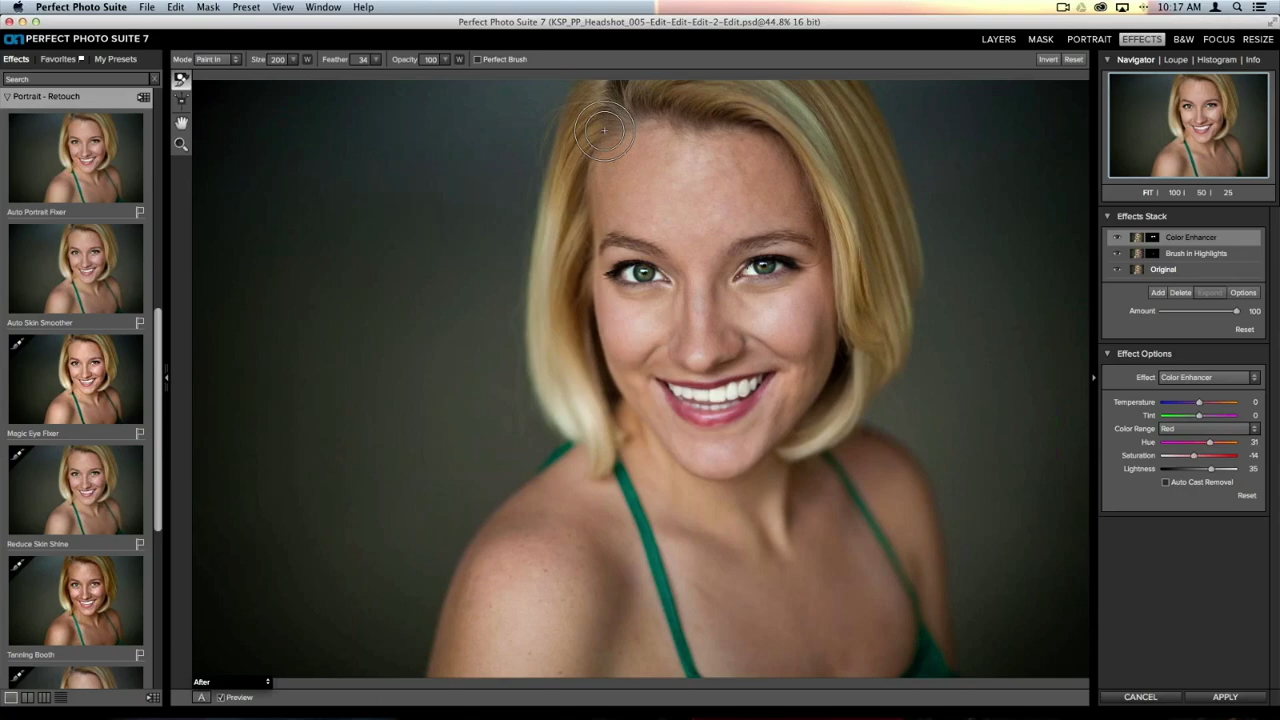 Perfect Photo Suite File Edit Mask Preset View Window Help 10:17 AM
KSP_PP_Headshot_005-Edit-Edit-Edit-2-Edit.psd@44.8% 16 bit)
on PERFECT PHOTO SUITE 7 LAYERS MASK PORTRAIT EFFECTS B&W FOCUS RESIZE
Effects Favorites My Presets
Mode Paint In Size 200 W Feather 34 Opacity 100 W Perfect Brush Invert Reset
Navigator Loupe Histogram Info
Search
Portrait - Retouch
Auto Portrait Fixer
Auto Skin Smoother
Magic Eye Fixer
Reduce Skin Shine
Tanning Booth
FIT 100 50 25
Effects Stack
Color Enhancer
Brush in Highlights
Original
Add Delete Expand Options
Amount 100
Reset
Effect Options
Effect Color Enhancer
Temperature 0
Tint 0
Color Range Red
Hue 31
Saturation -14
Lightness 35
Auto Cast Removal
Reset
After
A Preview
CANCEL APPLY